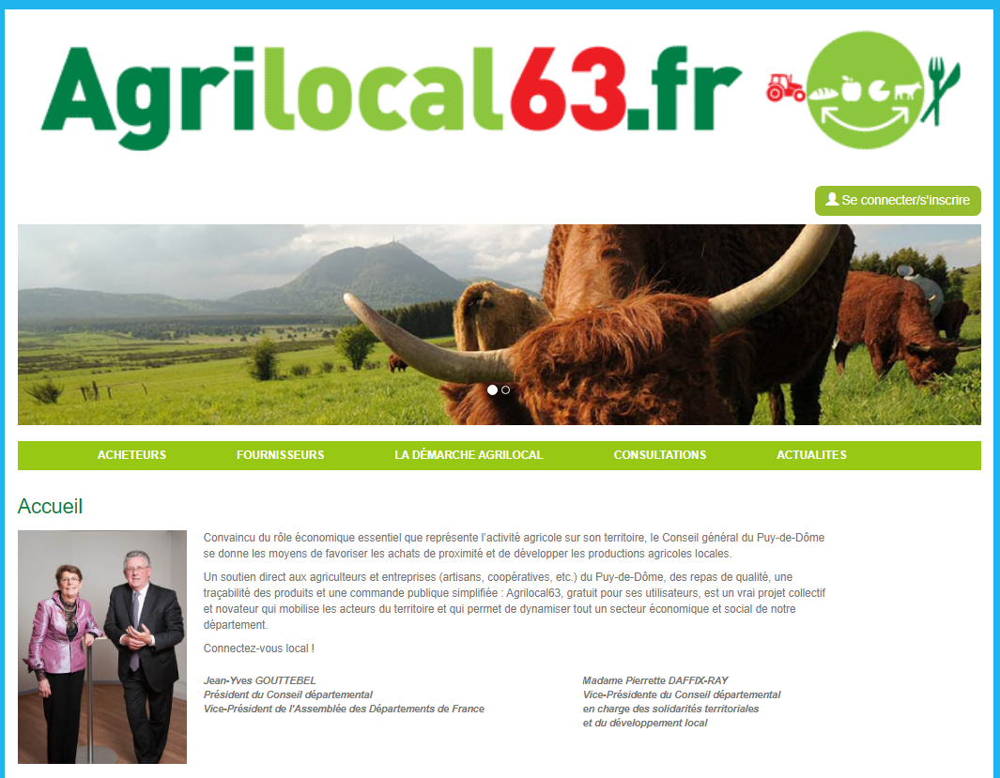 Agrilocal63.fr
Se connecter/s'inscrire
ACHETEURS FOURNISSEURS LA DÉMARCHE AGRILOCAL CONSULTATIONS ACTUALITES
Accueil
Convaincu du rôle économique essentiel que représente l'activité agricole sur son territoire, le Conseil général du Puy-de-Dôme
se donne les moyens de favoriser les achats de proximité et de développer les productions agricoles locales.
Un soutien direct aux agriculteurs et entreprises (artisans, coopératives, etc.) du Puy-de-Dôme, des repas de qualité, une
traçabilité des produits et une commande publique simplifiée : Agrilocal63, gratuit pour ses utilisateurs, est un vrai projet collectif
et novateur qui mobilise les acteurs du territoire et qui permet de dynamiser tout un secteur économique et social de notre
département.
Connectez-vous local !
Jean-Yves GOUTTEBEL
Président du Conseil départemental
Vice-Président de l'Assemblée des Départements de France
Madame Pierrette DAFFIX-RAY
Vice-Présidente du Conseil départemental
en charge des solidarités territoriales
et du développement local